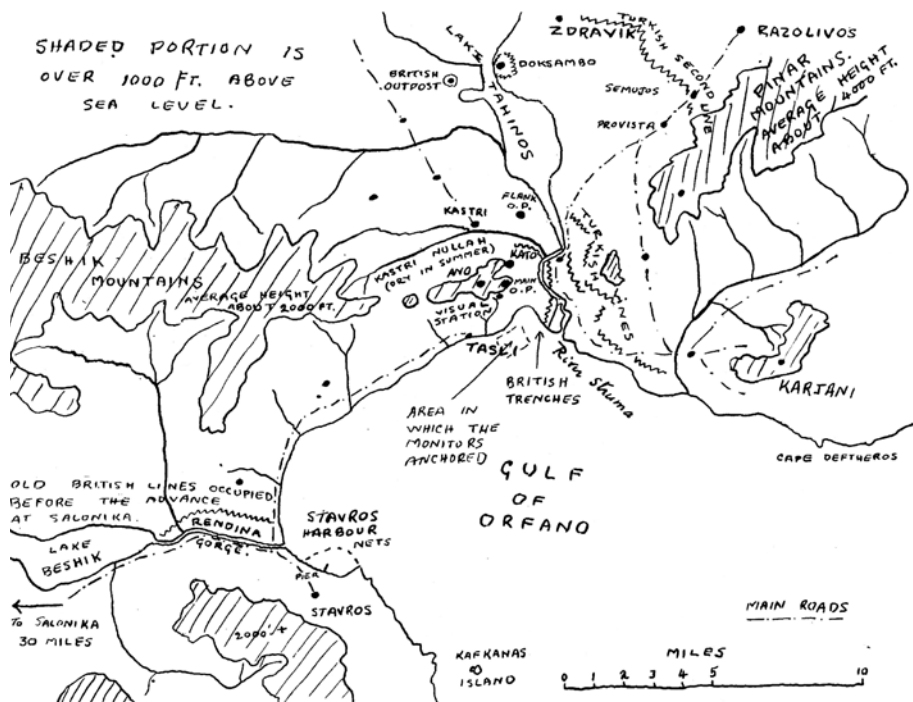 SHADED PORTION IS
OVER 1000 FT. ABOVE
SEA LEVEL.
LAKE
TAHINOS
BRITISH
OUTPOST
DOKSAMBO
ZDRAVIK
TURKISH SECOND LINE
RAZOLIVOS
SEMUJOS
PROVISTA
PINAR
MOUNTAINS.
AVERAGE HEIGHT
ABOUT 4000 FT.
BESHIK
MOUNTAINS
AVERAGE HEIGHT
ABOUT 2000 FT.
KASTRI
FLANK
O.P.
KASTRI NULLAH
(DRY IN SUMMER)
KATO
AND
MAIN
O.P.
VISUAL
STATION
TURKISH LINES
TASLI
River Struma
BRITISH
TRENCHES
AREA IN
WHICH THE
MONITORS
ANCHORED
KARIANI
CAPE DEFTHEROS
GULF
OF
ORFANO
OLD BRITISH LINES OCCUPIED
BEFORE THE ADVANCE
AT SALONIKA.
RENDINA
GORGE.
STAVROS
HARBOUR
NETS
LAKE
BESHIK
PIER
STAVROS
TO SALONIKA
30 MILES
2000' +
KAFKANAS
ISLAND
MAIN ROADS
MILES
0 1 2 3 4 5 10